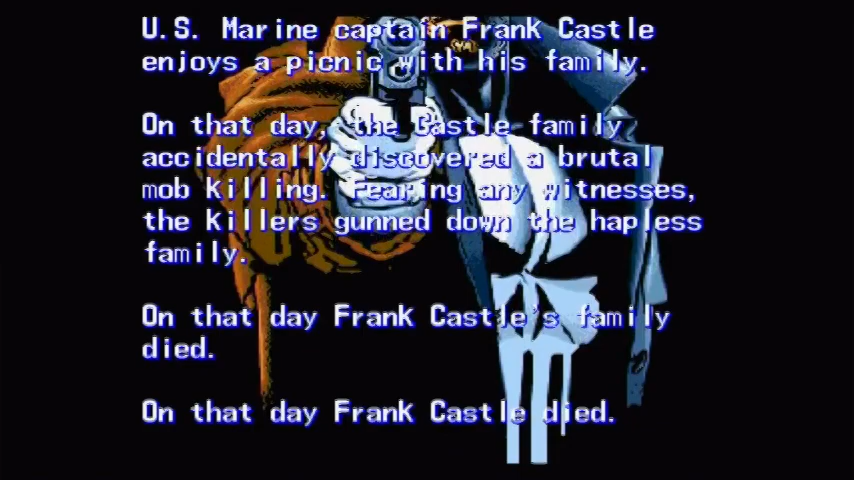 U.S. Marine captain Frank Castle
enjoys a picnic with his family.
On that day, the Castle family
accidentally discovered a brutal
mob killing. Fearing any witnesses,
the killers gunned down the hapless
family.
On that day Frank Castle's family
died.
On that day Frank Castle died.